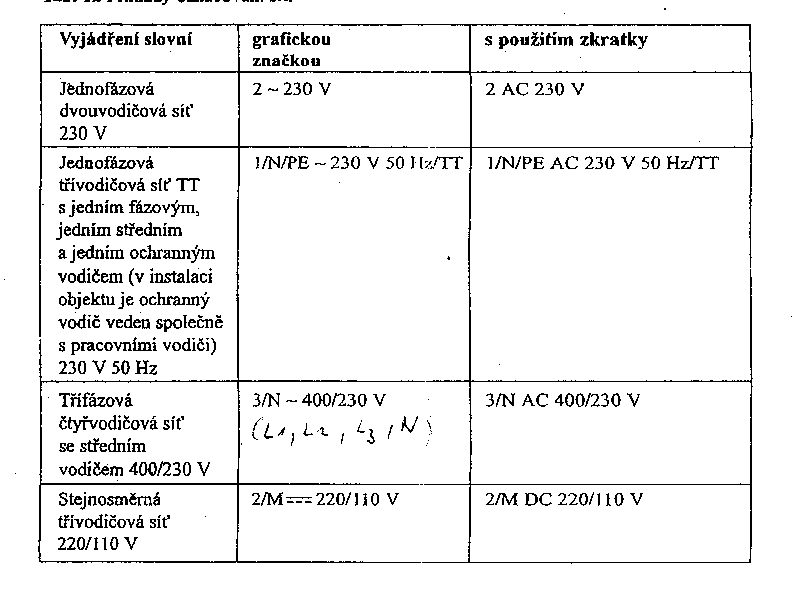 Vyjádření slovní
grafickou
značkou
s použitím zkratky
Jednofázová
dvouvodičová síť
230 V
2 ~ 230 V
2 AC 230 V
Jednofázová
třívodičová síť TT
s jedním fázovým,
jedním středním
a jedním ochranným
vodičem (v instalaci
objektu je ochranný
vodič veden společně
s pracovními vodiči)
230 V 50 Hz
1/N/PE ~ 230 V 50 Hz/TT
1/N/PE AC 230 V 50 Hz/TT
Třífázová
čtyřvodičová síť
se středním
vodičem 400/230 V
3/N ~ 400/230 V
(L1, L2, L3, N)
3/N AC 400/230 V
Stejnosměrná
třívodičová síť
220/110 V
2/M === 220/110 V
2/M DC 220/110 V